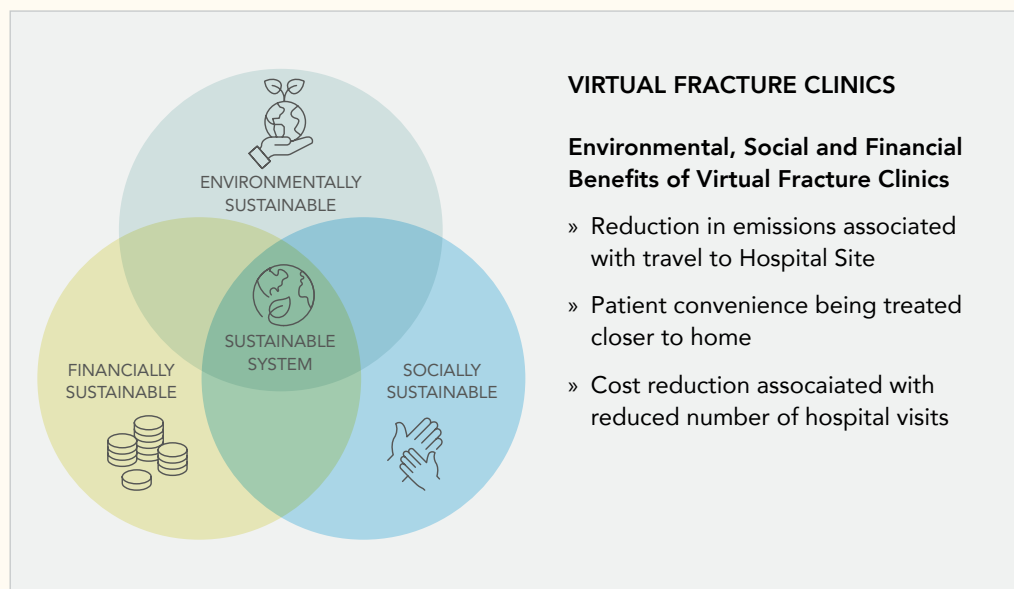 ENVIRONMENTALLY
SUSTAINABLE
SUSTAINABLE
SYSTEM
FINANCIALLY
SUSTAINABLE
SOCIALLY
SUSTAINABLE
VIRTUAL FRACTURE CLINICS
Environmental, Social and Financial
Benefits of Virtual Fracture Clinics
» Reduction in emissions associated
with travel to Hospital Site
» Patient convenience being treated
closer to home
» Cost reduction assocaiated with
reduced number of hospital visits